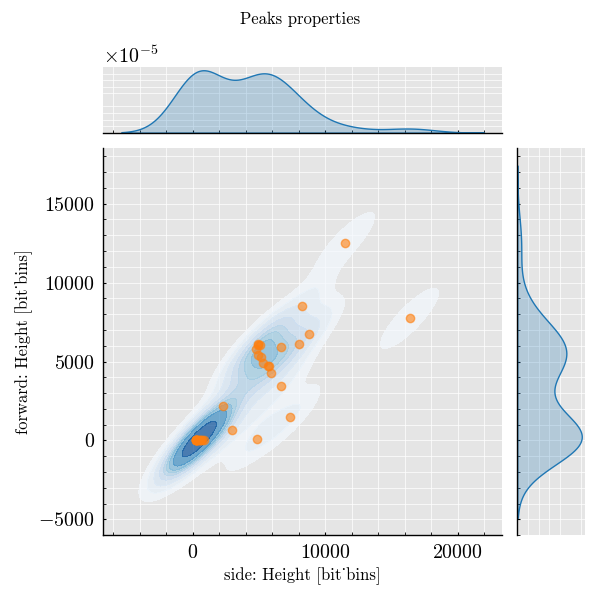 Peaks properties
×10⁻⁵
15000
10000
5000
0
−5000
forward: Height [bit˙bins]
0 10000 20000
side: Height [bit˙bins]